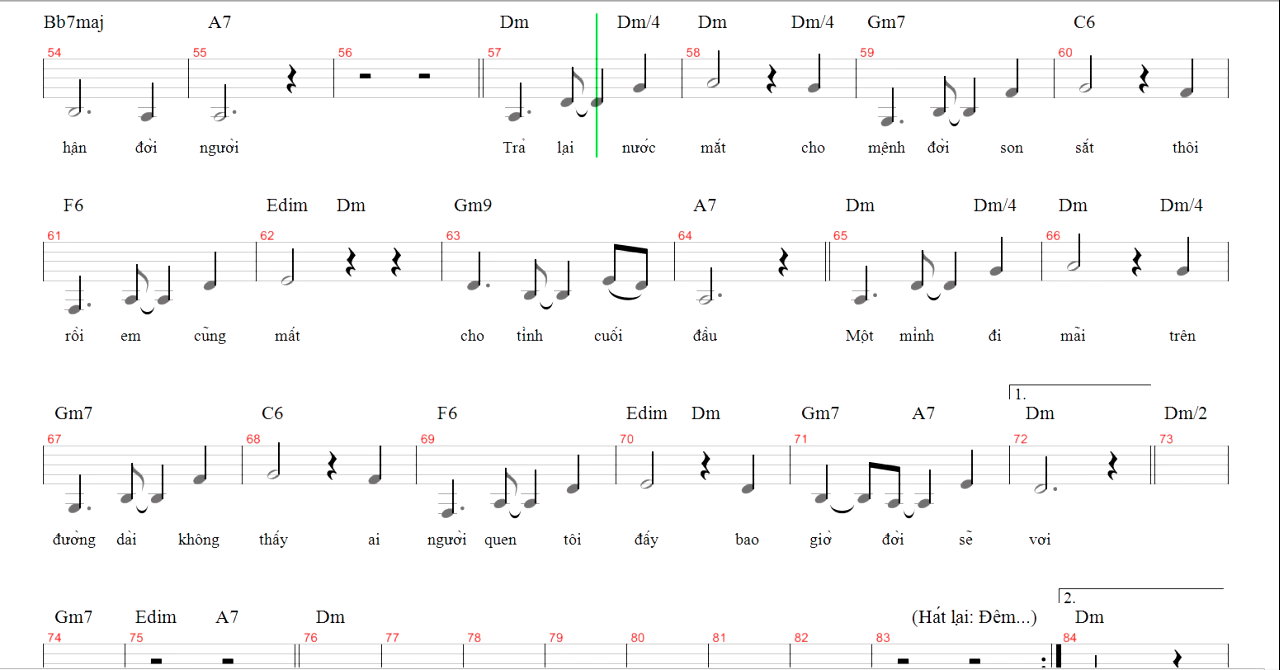 Bb7maj A7 Dm Dm/4 Dm Dm/4 Gm7 C6
54 55 56 57 58 59 60
hận đời người Trả lại nước mắt cho mệnh đời son sắt thôi
F6 Edim Dm Gm9 A7 Dm Dm/4 Dm Dm/4
61 62 63 64 65 66
rồi em cũng mất cho tình cuối đầu Một mình đi mãi trên
1.
Gm7 C6 F6 Edim Dm Gm7 A7 Dm Dm/2
67 68 69 70 71 72 73
đường dài không thấy ai người quen tôi đấy bao giờ đời sẽ vơi
2.
Gm7 Edim A7 Dm (Hát lại: Đêm...) Dm
74 75 76 77 78 79 80 81 82 83 84